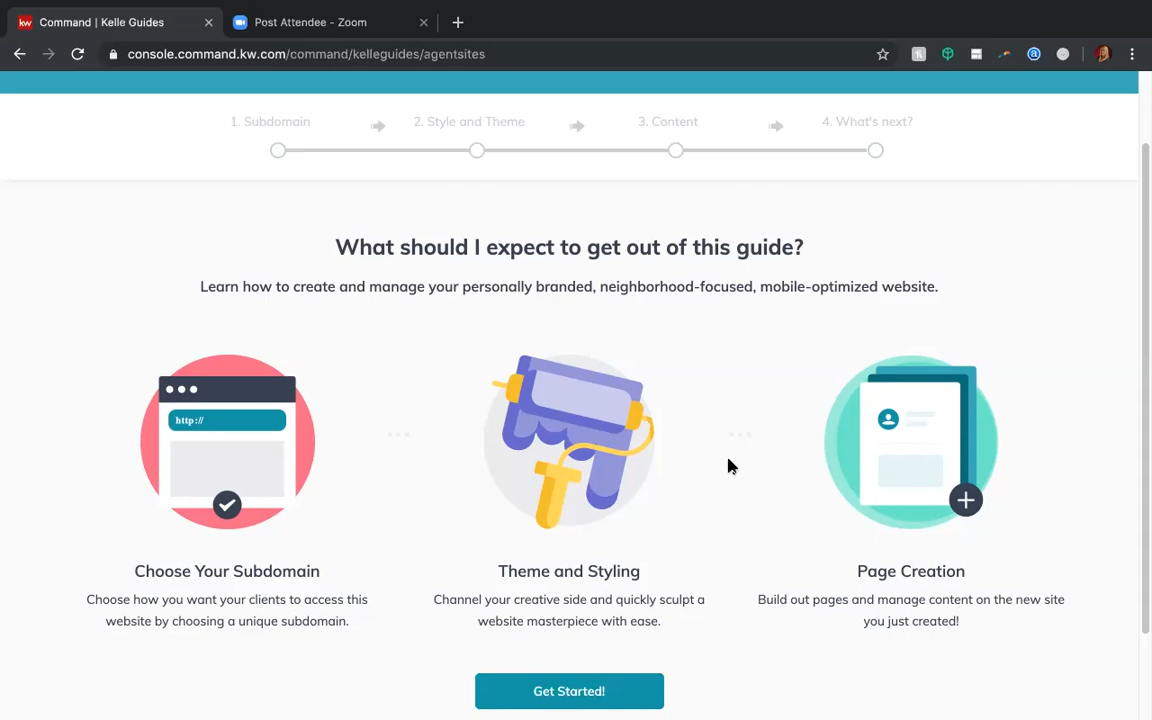 kw Command | Kelle Guides
Post Attendee - Zoom
console.command.kw.com/command/kelleguides/agentsites
1. Subdomain
2. Style and Theme
3. Content
4. What's next?
What should I expect to get out of this guide?
Learn how to create and manage your personally branded, neighborhood-focused, mobile-optimized website.
http://
Choose Your Subdomain
Choose how you want your clients to access this
website by choosing a unique subdomain.
Theme and Styling
Channel your creative side and quickly sculpt a
website masterpiece with ease.
Page Creation
Build out pages and manage content on the new site
you just created!
Get Started!